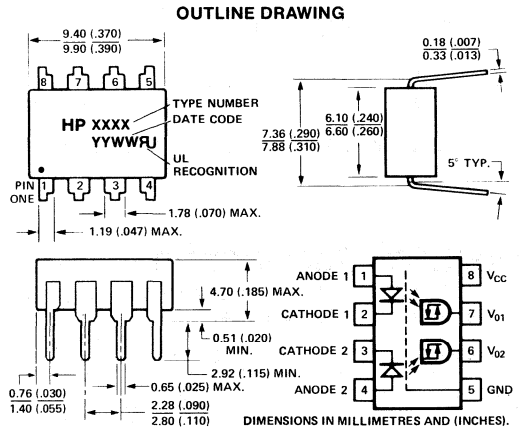 OUTLINE DRAWING
9.40 (.370)
9.90 (.390)
8 7 6 5
HP XXXX
YYWW
TYPE NUMBER
DATE CODE
UL
RECOGNITION
PIN
ONE
1 2 3 4
1.78 (.070) MAX.
1.19 (.047) MAX.
0.18 (.007)
0.33 (.013)
7.36 (.290)
7.88 (.310)
6.10 (.240)
6.60 (.260)
5° TYP.
4.70 (.185) MAX.
0.51 (.020)
MIN.
2.92 (.115) MIN.
0.76 (.030)
1.40 (.055)
0.65 (.025) MAX.
2.28 (.090)
2.80 (.110)
ANODE 1 1 8 VCC
CATHODE 1 2 7 V01
CATHODE 2 3 6 V02
ANODE 2 4 5 GND
DIMENSIONS IN MILLIMETRES AND (INCHES).